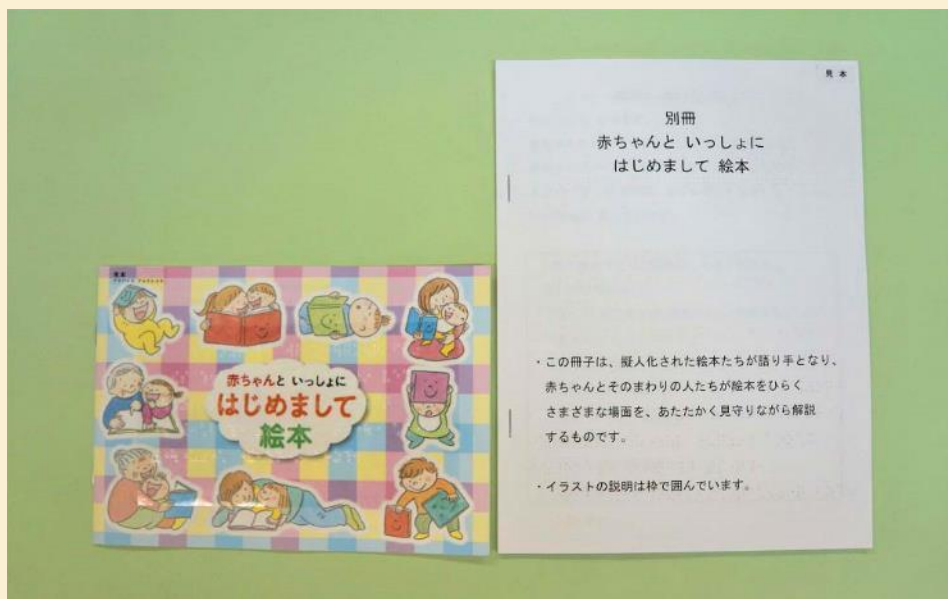 見本
赤ちゃんと いっしょに
はじめまして
絵本
見本
別冊
赤ちゃんと いっしょに
はじめまして 絵本
・この冊子は、擬人化された絵本たちが語り手となり、
赤ちゃんとそのまわりの人たちが絵本をひらく
さまざまな場面を、あたたかく見守りながら解説
するものです。
・イラストの説明は枠で囲んでいます。